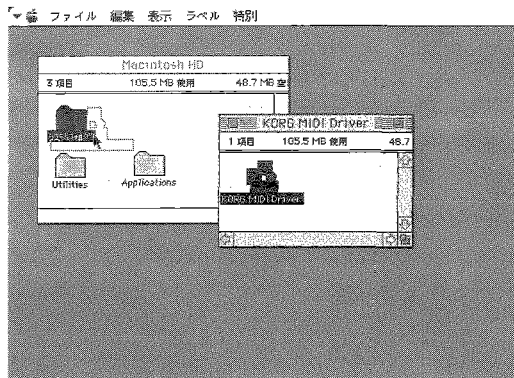 ファイル 編集 表示 ラベル 特別
Macintosh HD
3 項目 105.5 MB 使用 48.7 MB 空
Utilities Applications
KORG MIDI Driver
1 項目 105.5 MB 使用 48.7
KORG MIDI Driver